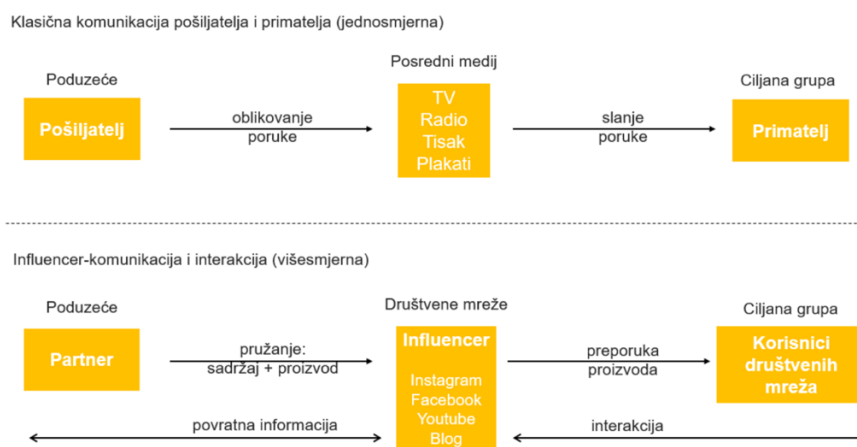 Klasična komunikacija pošiljatelja i primatelja (jednosmjerna)
Poduzeće
Pošiljatelj
oblikovanje
poruke
Posredni medij
TV
Radio
Tisak
Plakati
slanje
poruke
Ciljana grupa
Primatelj
Influencer-komunikacija i interakcija (višesmjerna)
Poduzeće
Partner
pružanje:
sadržaj + proizvod
povratna informacija
Društvene mreže
Influencer
Instagram
Facebook
Youtube
Blog
preporuka
proizvoda
interakcija
Ciljana grupa
Korisnici
društvenih
mreža